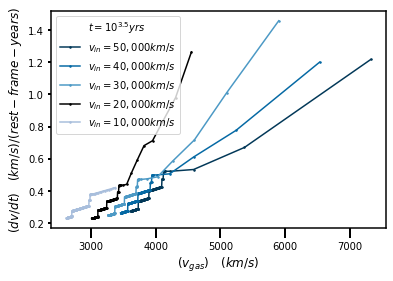 t = 10^3.5 yrs
v_in = 50,000km/s
v_in = 40,000km/s
v_in = 30,000km/s
v_in = 20,000km/s
v_in = 10,000km/s
(dv/dt) (km/s)/(rest-frame-years)
1.4
1.2
1.0
0.8
0.6
0.4
0.2
3000 4000 5000 6000 7000
(v_gas) (km/s)